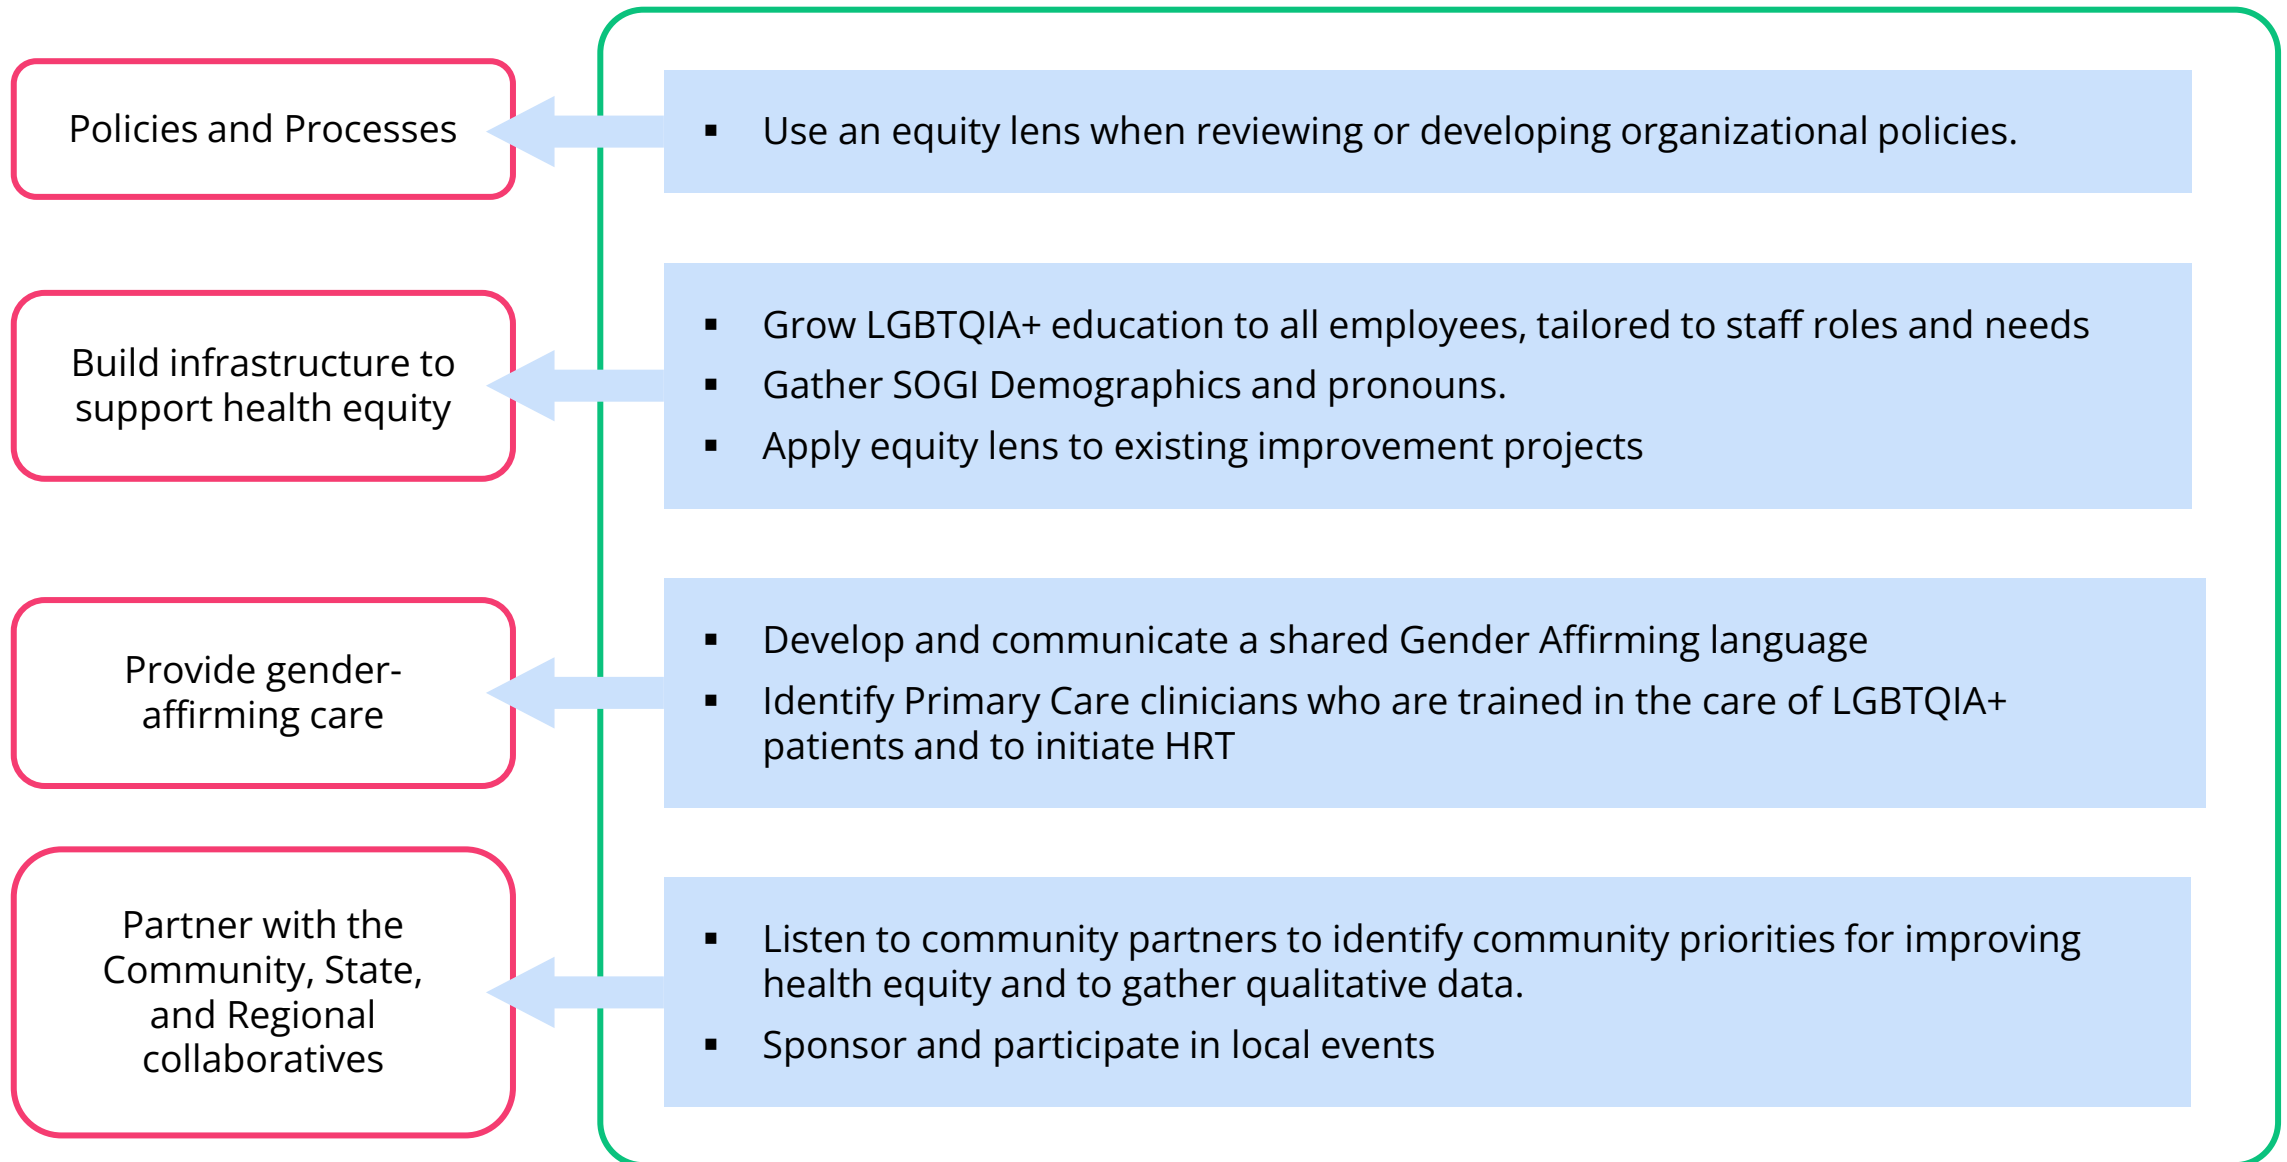 Policies and Processes
▪ Use an equity lens when reviewing or developing organizational policies.
Build infrastructure to
support health equity
▪ Grow LGBTQIA+ education to all employees, tailored to staff roles and needs
▪ Gather SOGI Demographics and pronouns.
▪ Apply equity lens to existing improvement projects
Provide gender-
affirming care
▪ Develop and communicate a shared Gender Affirming language
▪ Identify Primary Care clinicians who are trained in the care of LGBTQIA+
patients and to initiate HRT
Partner with the
Community, State,
and Regional
collaboratives
▪ Listen to community partners to identify community priorities for improving
health equity and to gather qualitative data.
▪ Sponsor and participate in local events